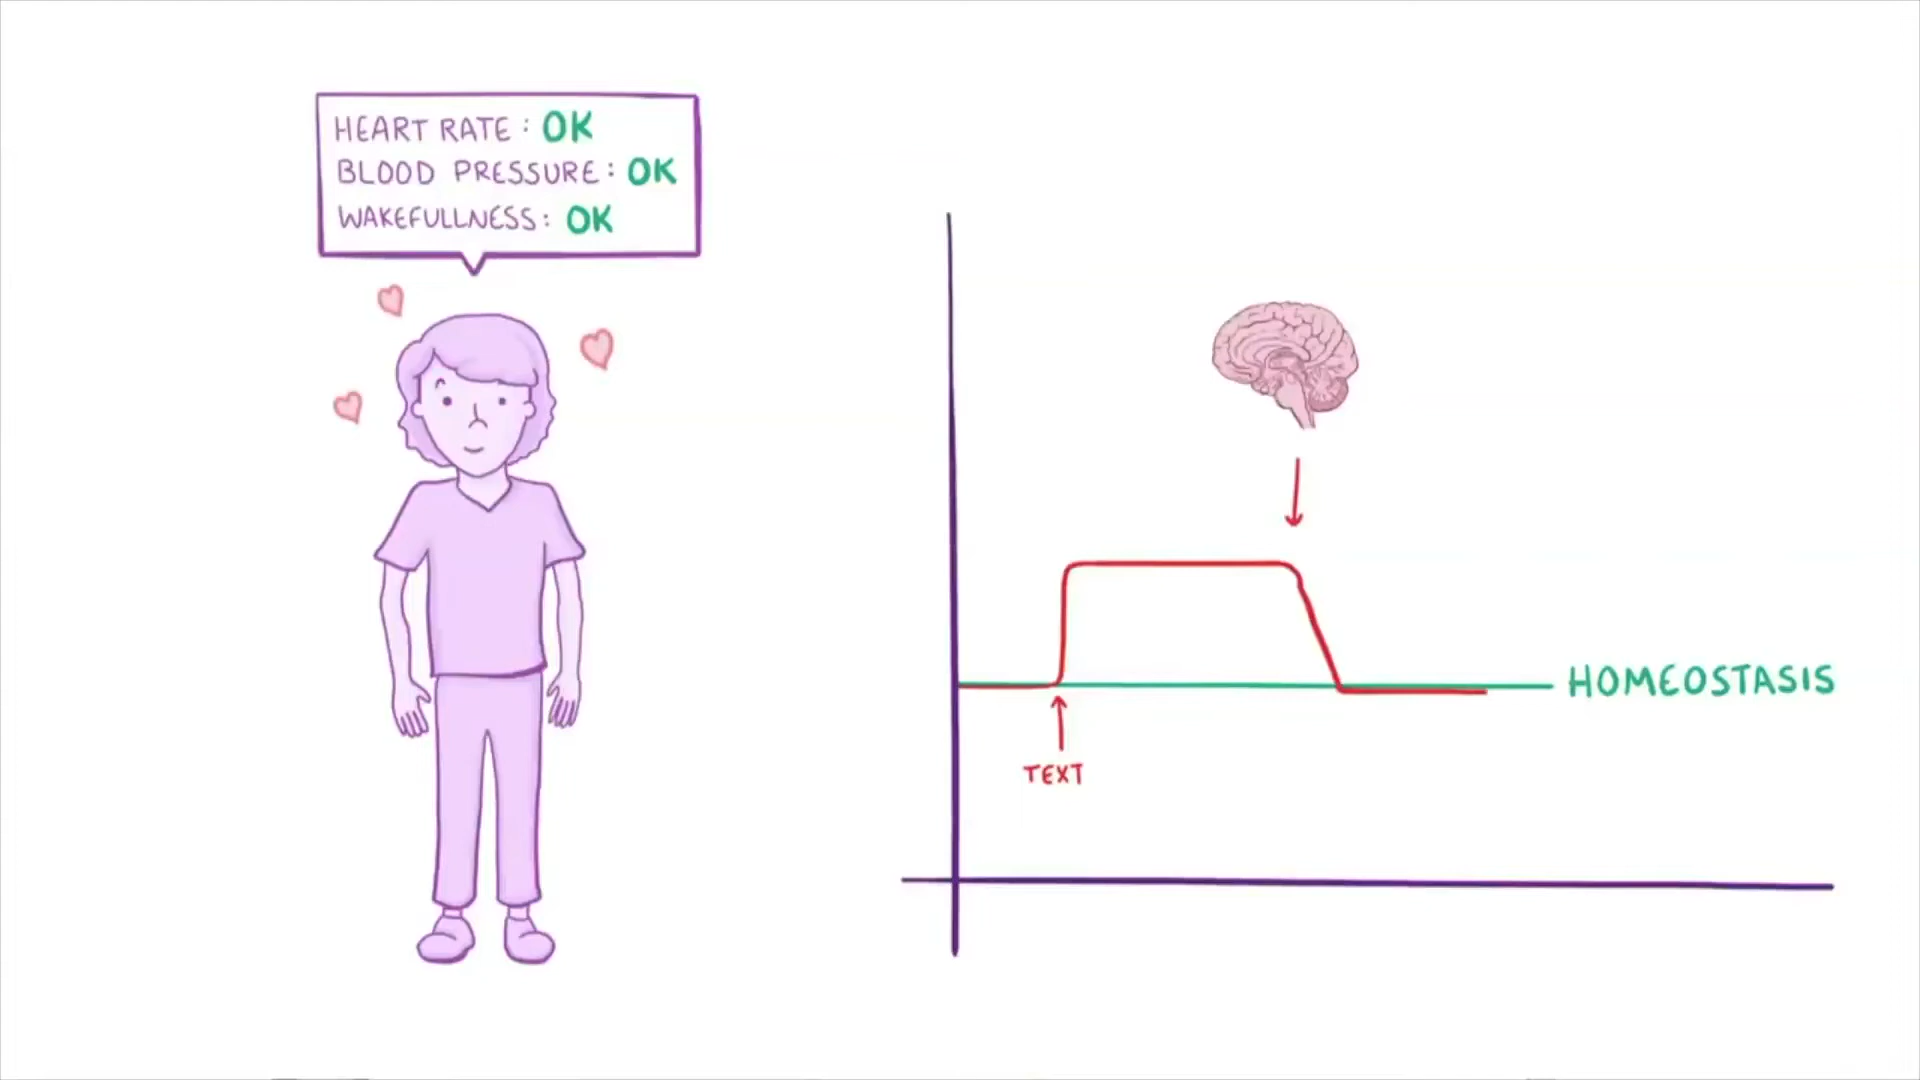 HEART RATE: OK
BLOOD PRESSURE: OK
WAKEFULLNESS: OK
HOMEOSTASIS
TEXT